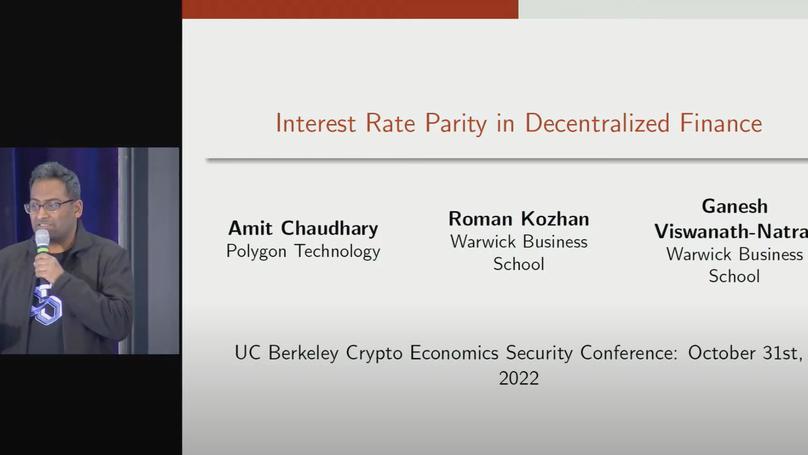 Interest Rate Parity in Decentralized Finance
Amit Chaudhary
Polygon Technology
Roman Kozhan
Warwick Business
School
Ganesh
Viswanath-Natra
Warwick Business
School
UC Berkeley Crypto Economics Security Conference: October 31st,
2022